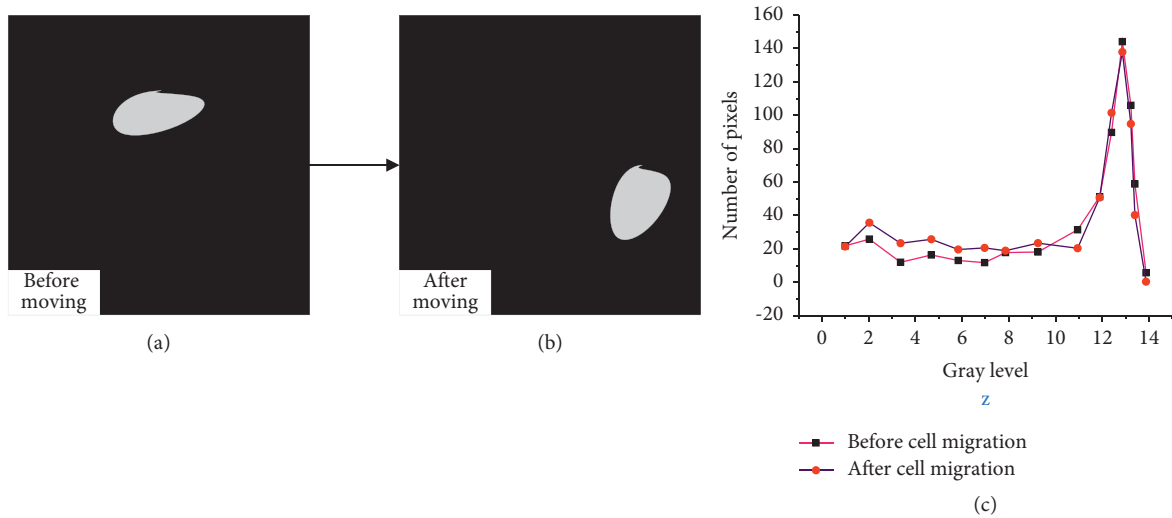 Before
moving
(a)
After
moving
(b)
Number of pixels
160
140
120
100
80
60
40
20
0
-20
0 2 4 6 8 10 12 14
Gray level
z
Before cell migration
After cell migration
(c)